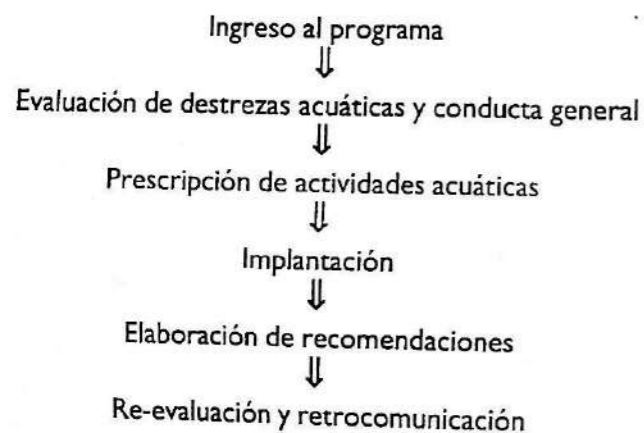 Ingreso al programa
⇓
Evaluación de destrezas acuáticas y conducta general
⇓
Prescripción de actividades acuáticas
⇓
Implantación
⇓
Elaboración de recomendaciones
⇓
Re-evaluación y retrocomunicación